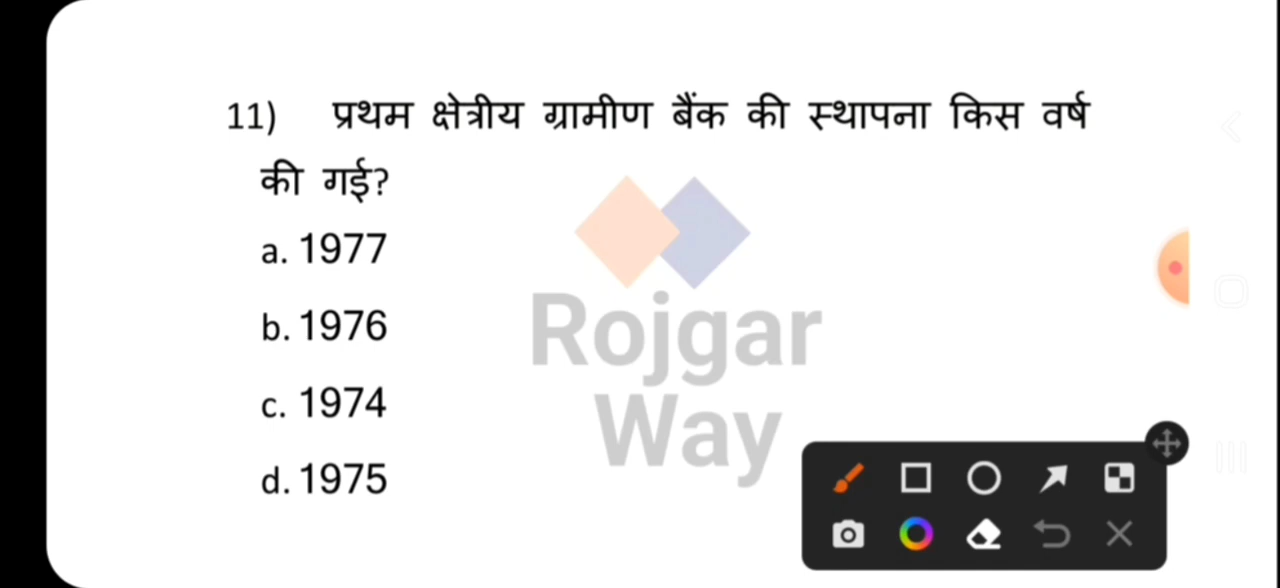 11) प्रथम क्षेत्रीय ग्रामीण बैंक की स्थापना किस वर्ष
की गई?
a. 1977
b. 1976
c. 1974
d. 1975
Rojgar
Way